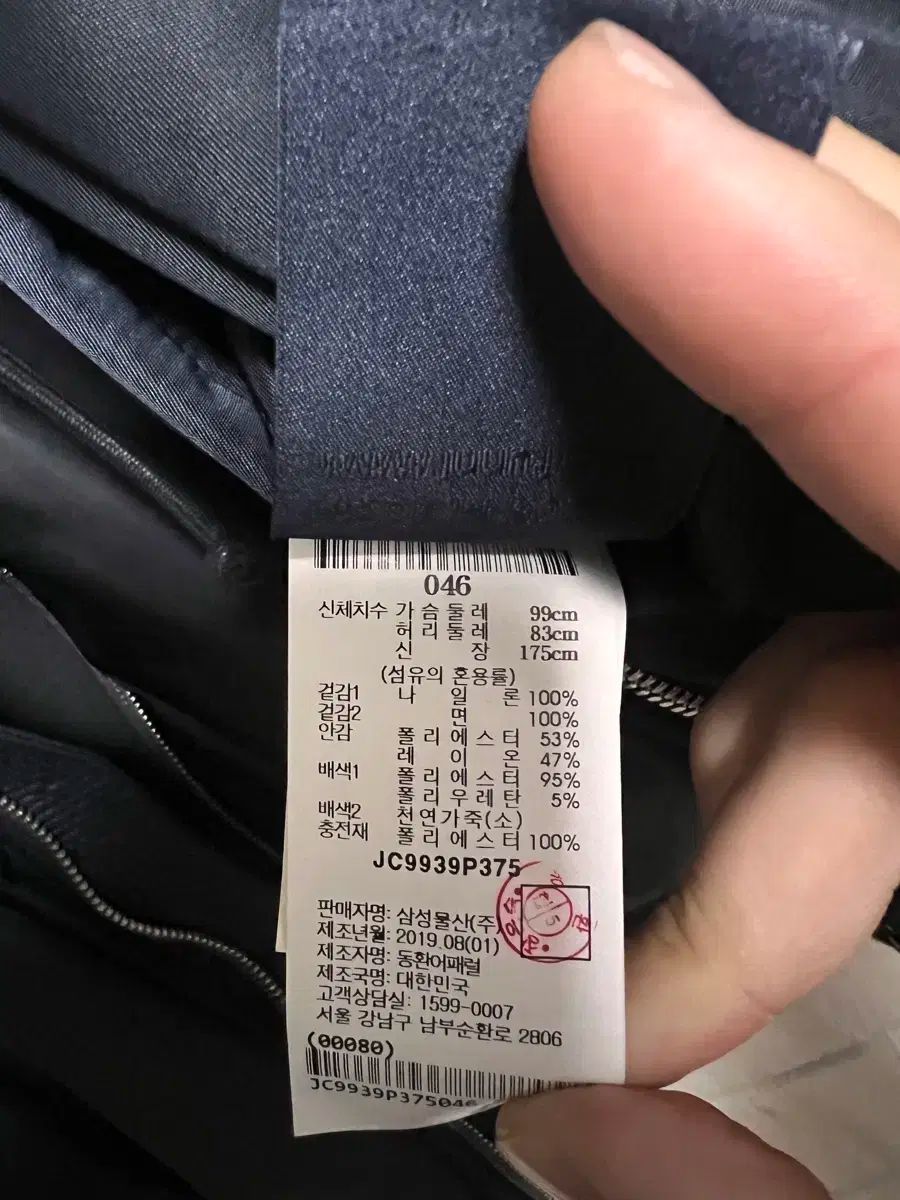 046
신체치수 가 슴 둘 레 99cm
허 리 둘 레 83cm
신 장 175cm
(섬유의 혼용률)
겉감1 나 일 론 100%
겉감2 면 100%
안감 폴 리 에 스 터 53%
레 이 온 47%
배색1 폴 리 에 스 터 95%
폴 리 우 레 탄 5%
배색2 천 연 가 죽 (소)
충전재 폴 리 에 스 터 100%
JC9939P375
판매자명: 삼성물산(주)
제조년월: 2019.08(01)
제조자명: 동환어패럴
제조국명: 대한민국
고객상담실: 1599-0007
서울 강남구 남부순환로 2806
(00080)
JC9939P375046